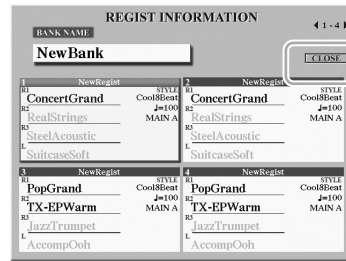 REGIST INFORMATION
1 - 4
BANK NAME
NewBank
CLOSE
1 NewRegist
R1 STYLE
ConcertGrand Cool8Beat
R2 ♩=100
RealStrings MAIN A
R3
SteelAcoustic
L
SuitcaseSoft
2 NewRegist
R1 STYLE
ConcertGrand Cool8Beat
R2 ♩=100
RealStrings MAIN A
R3
SteelAcoustic
L
SuitcaseSoft
3 NewRegist
R1 STYLE
PopGrand Cool8Beat
R2 ♩=100
TX-EPWarm MAIN A
R3
JazzTrumpet
L
AccompOoh
4 NewRegist
R1 STYLE
PopGrand Cool8Beat
R2 ♩=100
TX-EPWarm MAIN A
R3
JazzTrumpet
L
AccompOoh